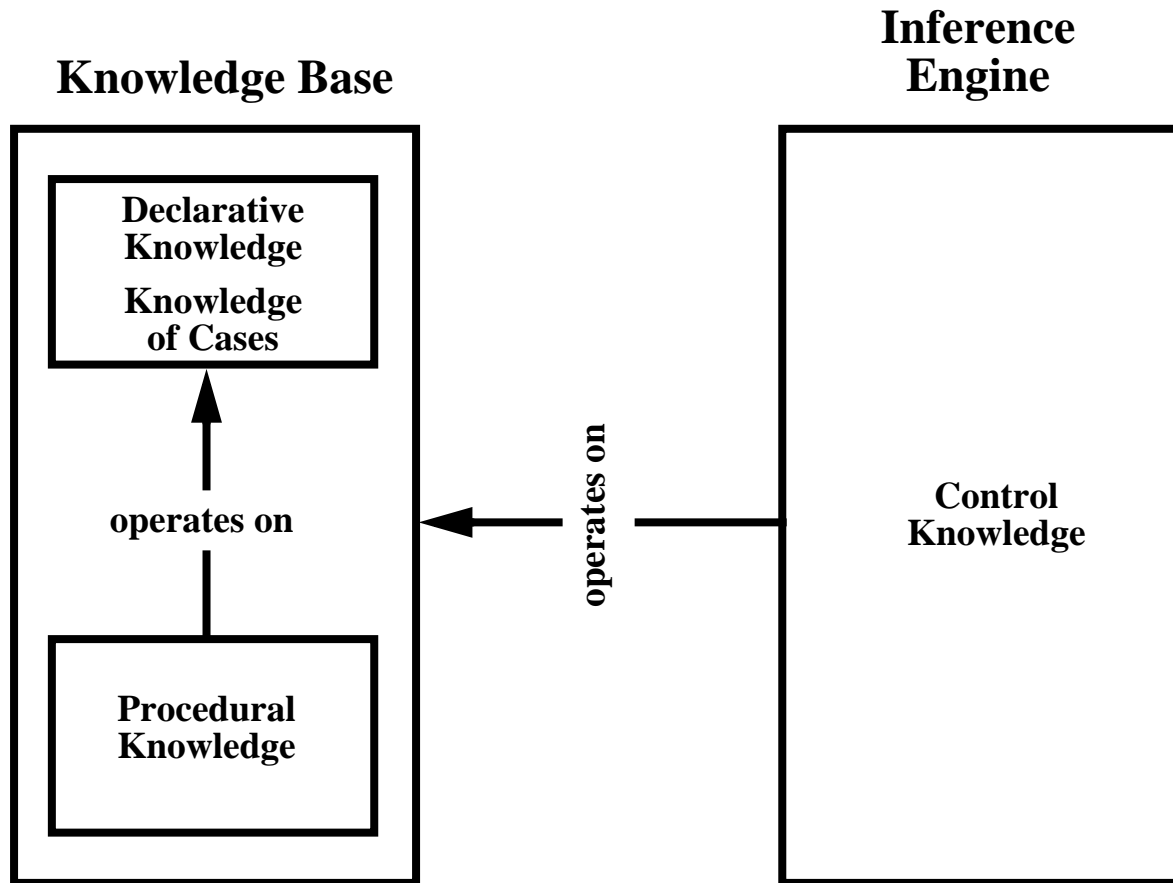 Knowledge Base
Inference
Engine
Declarative
Knowledge
Knowledge
of Cases
operates on
Procedural
Knowledge
operates on
Control
Knowledge